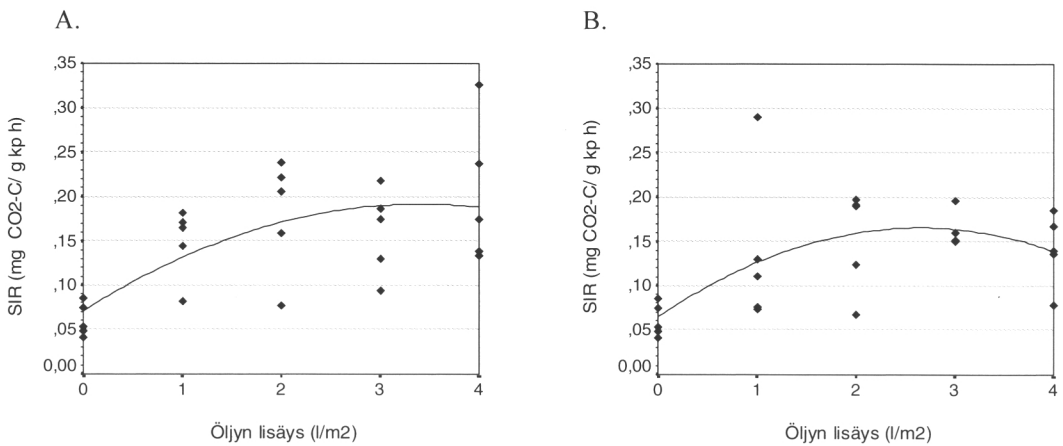 A.
SIR (mg CO2-C/ g kp h)
,35
,30
,25
,20
,15
,10
,05
0,00
0 1 2 3 4
Öljyn lisäys (l/m2)
B.
SIR (mg CO2-C/ g kp h)
,35
,30
,25
,20
,15
,10
,05
0,00
0 1 2 3 4
Öljyn lisäys (l/m2)